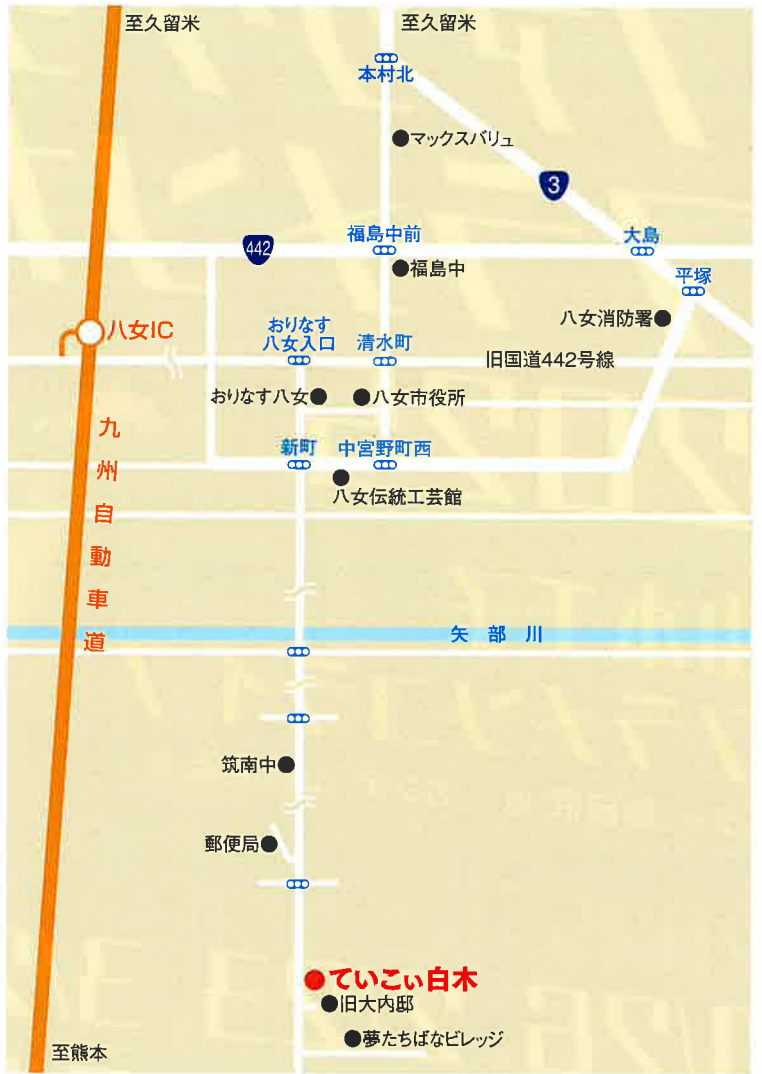 至久留米
至久留米
本村北
マックスバリュ
3
442
福島中前
大島
福島中
平塚
八女消防署
八女IC
おりなす
八女入口
清水町
旧国道442号線
おりなす八女
八女市役所
九州自動車道
新町
中宮野町西
八女伝統工芸館
矢部川
筑南中
郵便局
ていこぃ白木
旧大内邸
夢たちばなビレッジ
至熊本